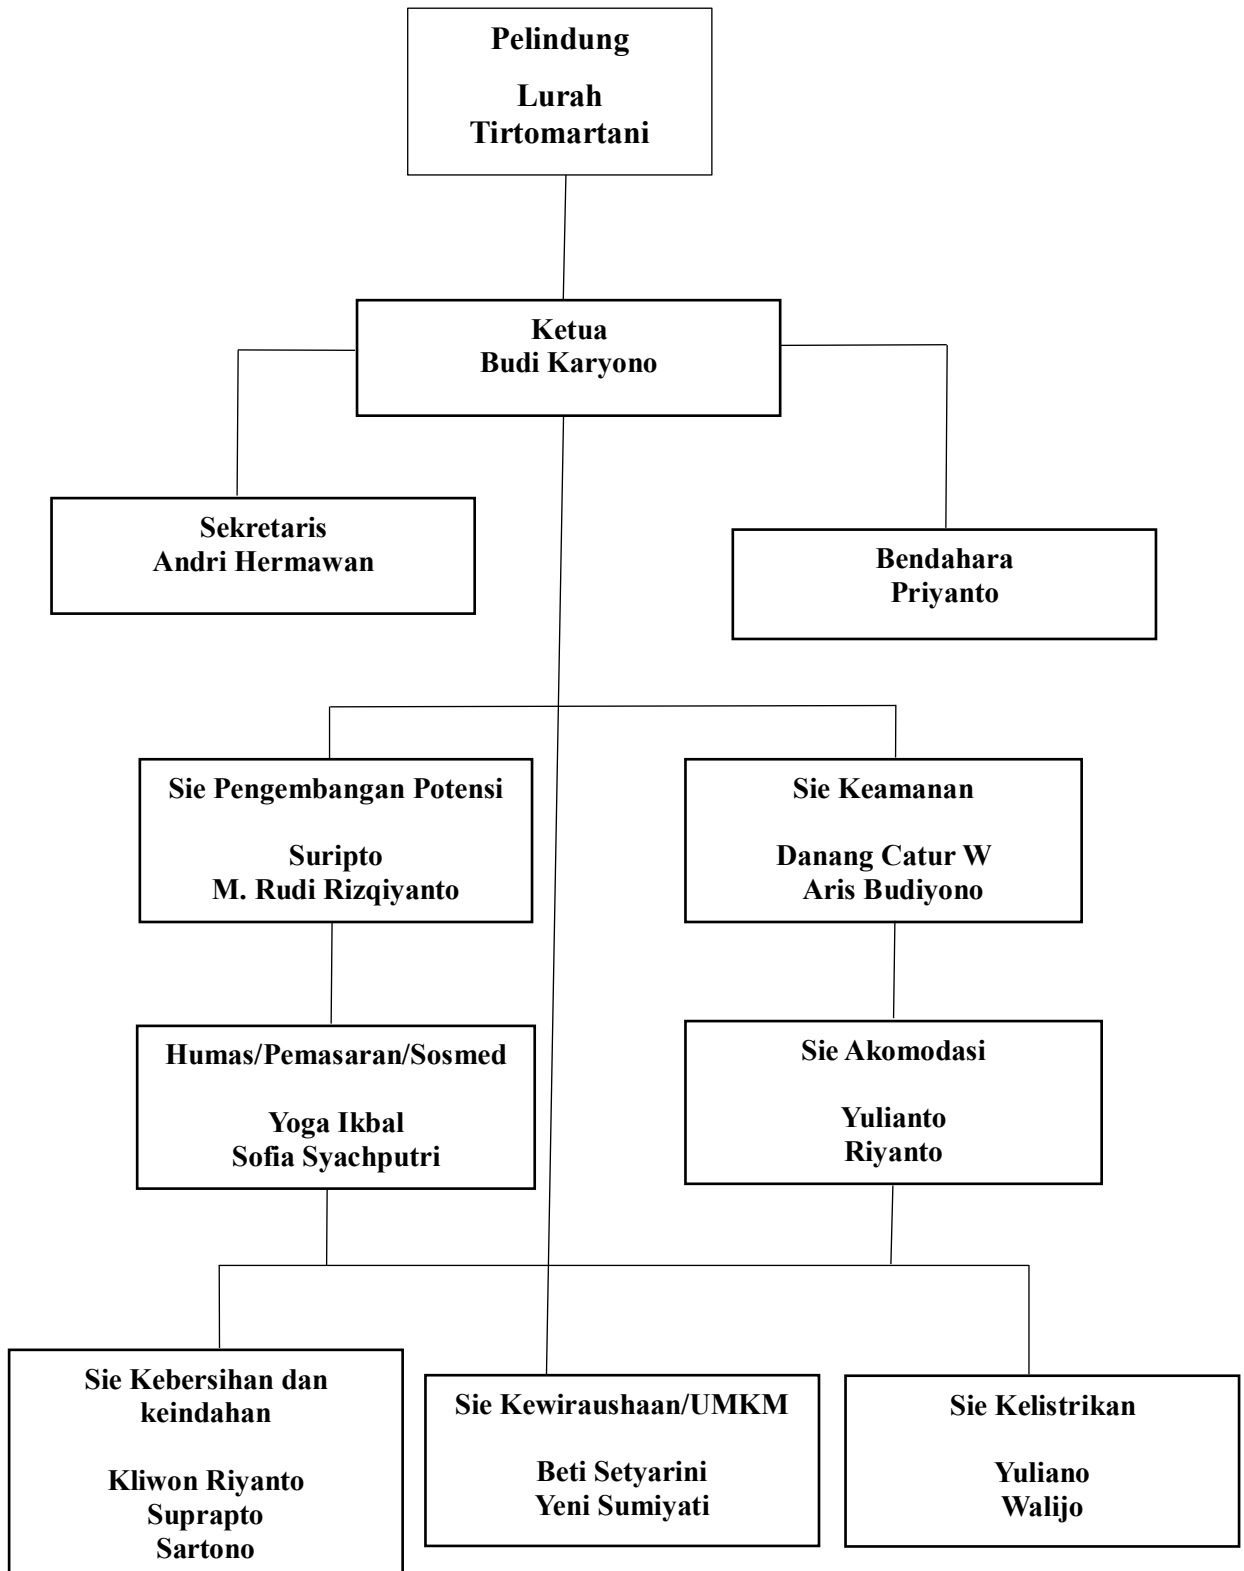 Pelindung
Lurah
Tirtomartani
Ketua
Budi Karyono
Sekretaris
Andri Hermawan
Bendahara
Priyanto
Sie Pengembangan Potensi
Suripto
M. Rudi Rizqiyanto
Sie Keamanan
Danang Catur W
Aris Budiyono
Humas/Pemasaran/Sosmed
Yoga Ikbal
Sofia Syachputri
Sie Akomodasi
Yulianto
Riyanto
Sie Kebersihan dan
keindahan
Kliwon Riyanto
Suprapto
Sartono
Sie Kewiraushaan/UMKM
Beti Setyarini
Yeni Sumiyati
Sie Kelistrikan
Yuliano
Walijo